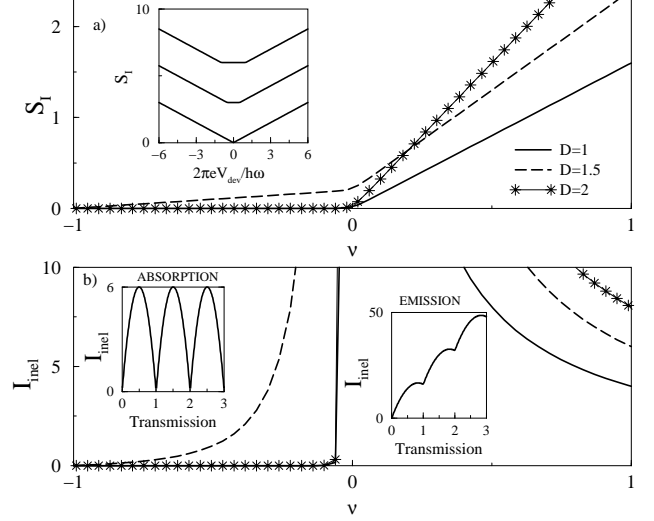 a)
10
S_I
0
−6 −3 0 3 6
2πeV_dev/hω
2
S_I
1
0
D=1
D=1.5
D=2
−1 0 1
ν
b)
10
ABSORPTION
6
I_inel
0
0 1 2 3
Transmission
EMISSION
50
I_inel
0
0 1 2 3
Transmission
I_inel
5
0
−1 0 1
ν